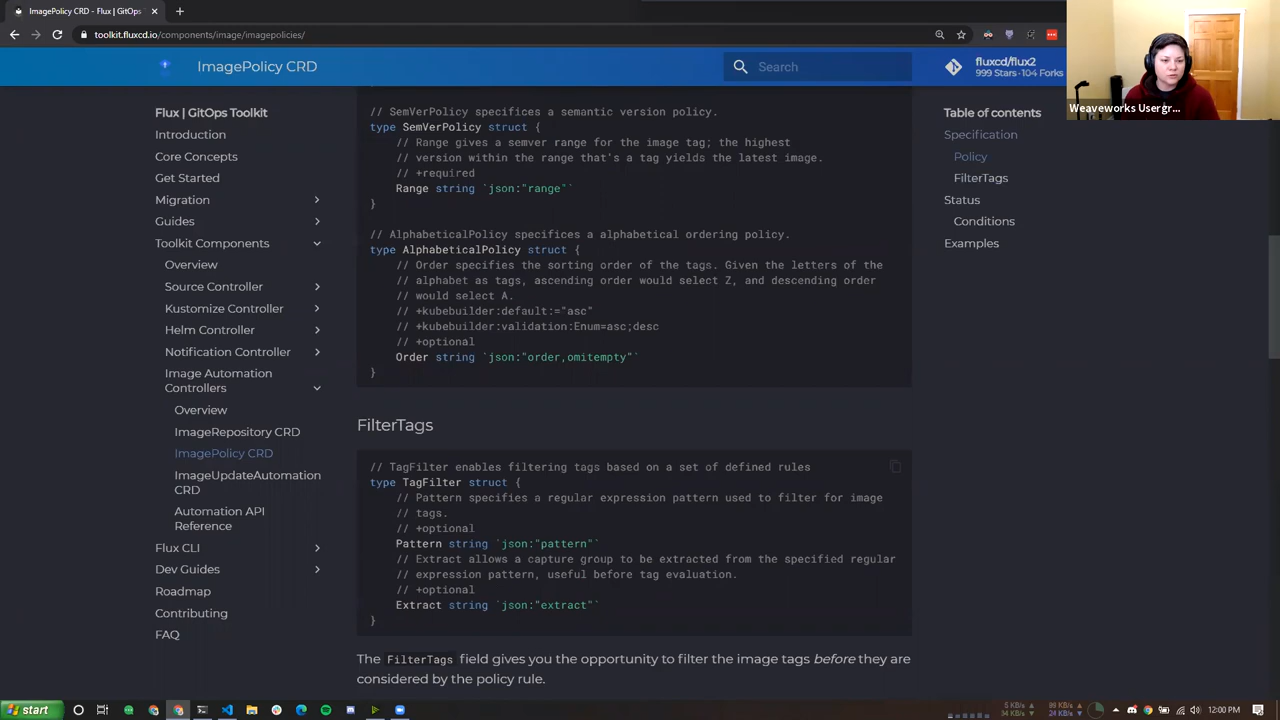 ImagePolicy CRD - Flux | GitOps
toolkit.fluxcd.io/components/image/imagepolicies/
ImagePolicy CRD
Search
fluxcd/flux2
999 Stars · 104 Forks
Weaveworks Usergr...
Flux | GitOps Toolkit
Introduction
Core Concepts
Get Started
Migration
Guides
Toolkit Components
Overview
Source Controller
Kustomize Controller
Helm Controller
Notification Controller
Image Automation
Controllers
Overview
ImageRepository CRD
ImagePolicy CRD
ImageUpdateAutomation
CRD
Automation API
Reference
Flux CLI
Dev Guides
Roadmap
Contributing
FAQ
// SemVerPolicy specifices a semantic version policy.
type SemVerPolicy struct {
// Range gives a semver range for the image tag; the highest
// version within the range that's a tag yields the latest image.
// +required
Range string `json:"range"`
}
// AlphabeticalPolicy specifices a alphabetical ordering policy.
type AlphabeticalPolicy struct {
// Order specifies the sorting order of the tags. Given the letters of the
// alphabet as tags, ascending order would select Z, and descending order
// would select A.
// +kubebuilder:default:="asc"
// +kubebuilder:validation:Enum=asc;desc
// +optional
Order string `json:"order,omitempty"`
}
FilterTags
// TagFilter enables filtering tags based on a set of defined rules
type TagFilter struct {
// Pattern specifies a regular expression pattern used to filter for image
// tags.
// +optional
Pattern string `json:"pattern"`
// Extract allows a capture group to be extracted from the specified regular
// expression pattern, useful before tag evaluation.
// +optional
Extract string `json:"extract"`
}
The FilterTags field gives you the opportunity to filter the image tags before they are
considered by the policy rule.
Table of contents
Specification
Policy
FilterTags
Status
Conditions
Examples
start
12:00 PM